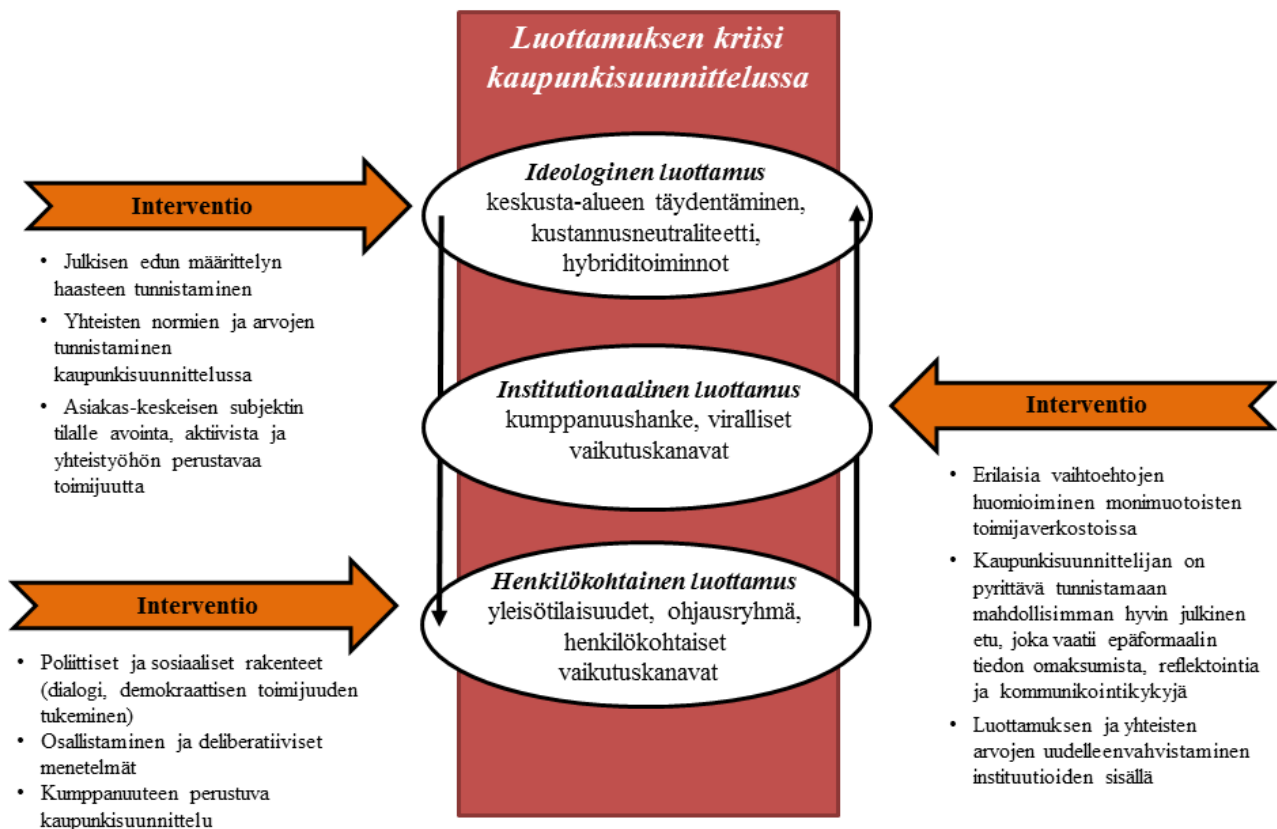 Luottamuksen kriisi
kaupunkisuunnittelussa
Ideologinen luottamus
keskusta-alueen täydentäminen,
kustannusneutraliteetti,
hybriditoiminnot
Interventio
• Julkisen edun määrittelyn
haasteen tunnistaminen
• Yhteisten normien ja arvojen
tunnistaminen
kaupunkisuunnittelussa
• Asiakas-keskeisen subjektin
tilalle avointa, aktiivista ja
yhteistyöhön perustavaa
toimijuutta
Institutionaalinen luottamus
kumppanuushanke, viralliset
vaikutuskanavat
Interventio
• Erilaisia vaihtoehtojen
huomioiminen monimuotoisten
toimijaverkostoissa
• Kaupunkisuunnittelijan on
pyrittävä tunnistamaan
mahdollisimman hyvin julkinen
etu, joka vaatii epäformaalin
tiedon omaksumista, reflektointia
ja kommunikointikykyjä
• Luottamuksen ja yhteisten
arvojen uudelleenvahvistaminen
instituutioiden sisällä
Henkilökohtainen luottamus
yleisötilaisuudet, ohjausryhmä,
henkilökohtaiset
vaikutuskanavat
Interventio
• Poliittiset ja sosiaaliset rakenteet
(dialogi, demokraattisen toimijuuden
tukeminen)
• Osallistaminen ja deliberatiiviset
menetelmät
• Kumppanuuteen perustuva
kaupunkisuunnittelu